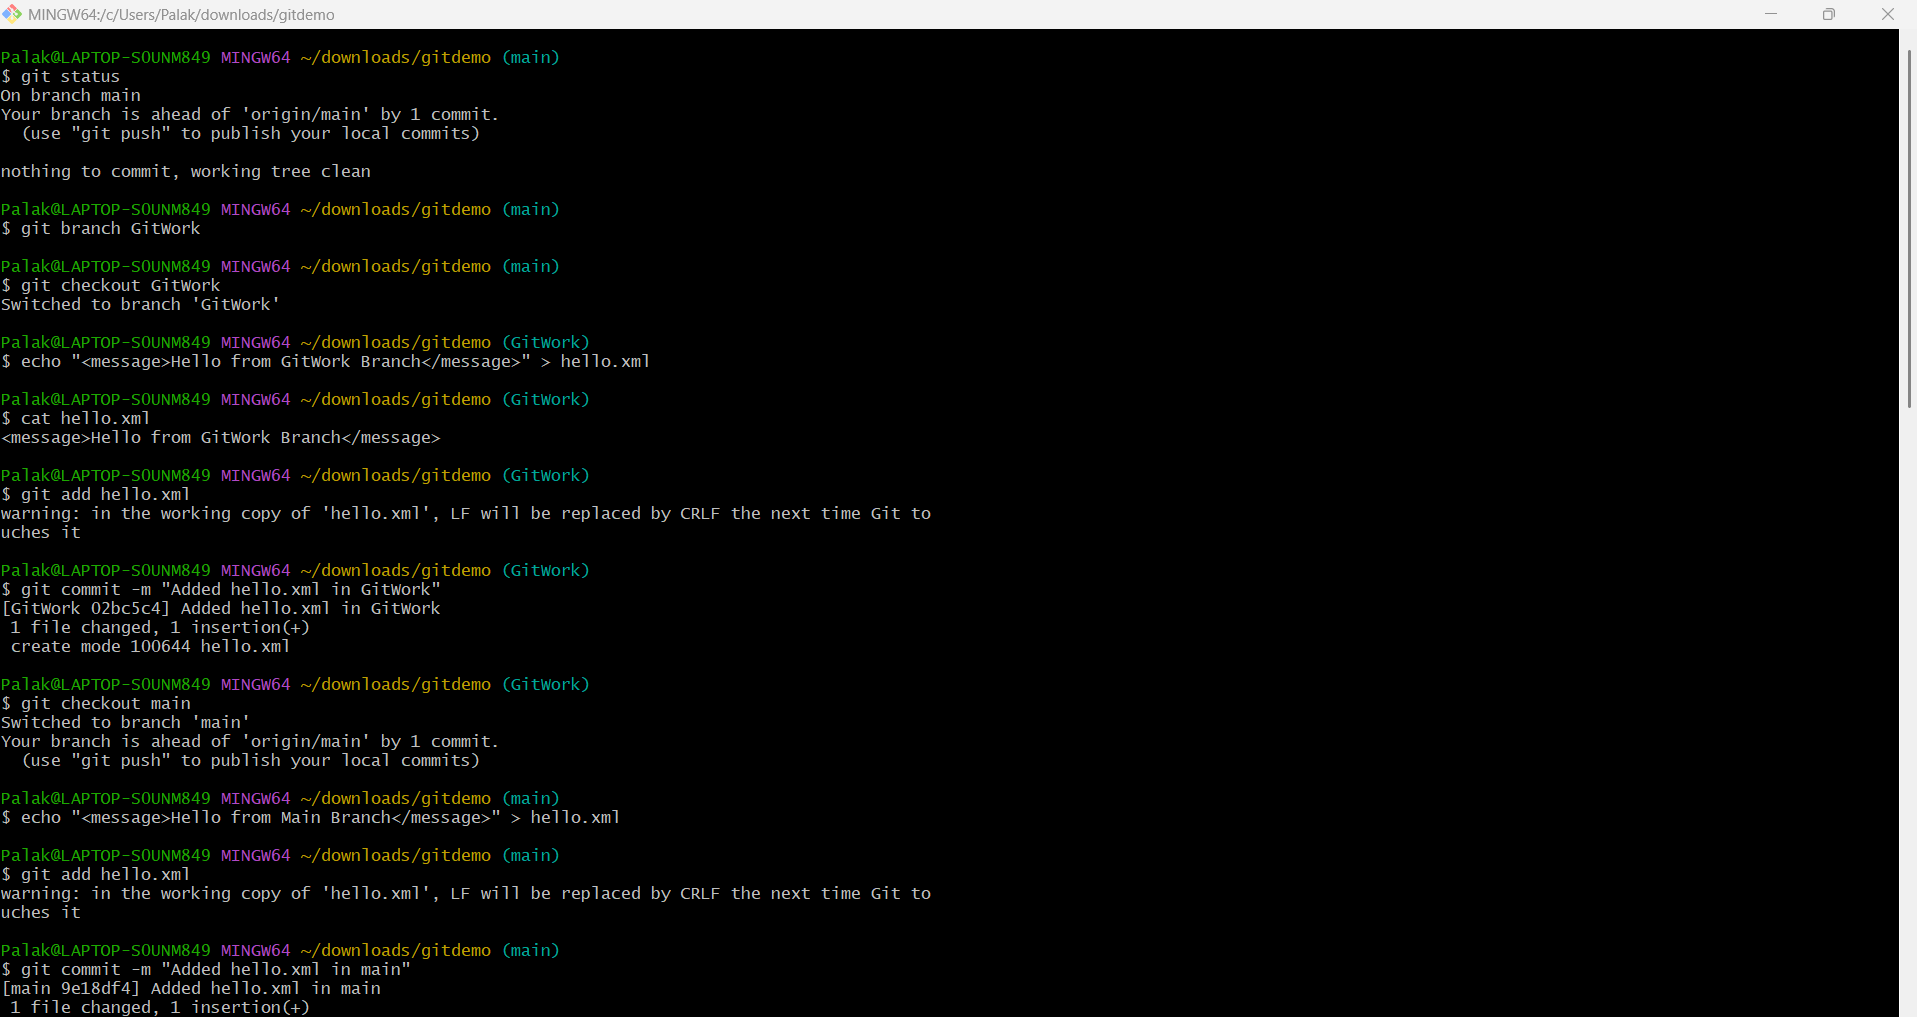 MINGW64:/c/Users/Palak/downloads/gitdemo
Palak@LAPTOP-SOUNM849 MINGW64 ~/downloads/gitdemo (main)
$ git status
On branch main
Your branch is ahead of 'origin/main' by 1 commit.
  (use "git push" to publish your local commits)
nothing to commit, working tree clean
Palak@LAPTOP-SOUNM849 MINGW64 ~/downloads/gitdemo (main)
$ git branch GitWork
Palak@LAPTOP-SOUNM849 MINGW64 ~/downloads/gitdemo (main)
$ git checkout GitWork
Switched to branch 'GitWork'
Palak@LAPTOP-SOUNM849 MINGW64 ~/downloads/gitdemo (GitWork)
$ echo "<message>Hello from GitWork Branch</message>" > hello.xml
Palak@LAPTOP-SOUNM849 MINGW64 ~/downloads/gitdemo (GitWork)
$ cat hello.xml
<message>Hello from GitWork Branch</message>
Palak@LAPTOP-SOUNM849 MINGW64 ~/downloads/gitdemo (GitWork)
$ git add hello.xml
warning: in the working copy of 'hello.xml', LF will be replaced by CRLF the next time Git to
uches it
Palak@LAPTOP-SOUNM849 MINGW64 ~/downloads/gitdemo (GitWork)
$ git commit -m "Added hello.xml in GitWork"
[GitWork 02bc5c4] Added hello.xml in GitWork
 1 file changed, 1 insertion(+)
 create mode 100644 hello.xml
Palak@LAPTOP-SOUNM849 MINGW64 ~/downloads/gitdemo (GitWork)
$ git checkout main
Switched to branch 'main'
Your branch is ahead of 'origin/main' by 1 commit.
  (use "git push" to publish your local commits)
Palak@LAPTOP-SOUNM849 MINGW64 ~/downloads/gitdemo (main)
$ echo "<message>Hello from Main Branch</message>" > hello.xml
Palak@LAPTOP-SOUNM849 MINGW64 ~/downloads/gitdemo (main)
$ git add hello.xml
warning: in the working copy of 'hello.xml', LF will be replaced by CRLF the next time Git to
uches it
Palak@LAPTOP-SOUNM849 MINGW64 ~/downloads/gitdemo (main)
$ git commit -m "Added hello.xml in main"
[main 9e18df4] Added hello.xml in main
 1 file changed, 1 insertion(+)